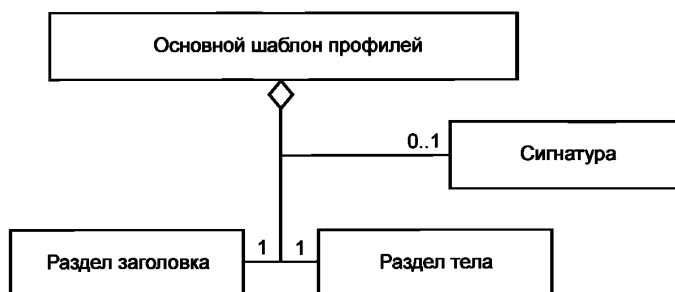 Основной шаблон профилей
0..1
Сигнатура
Раздел заголовка
1
1
Раздел тела